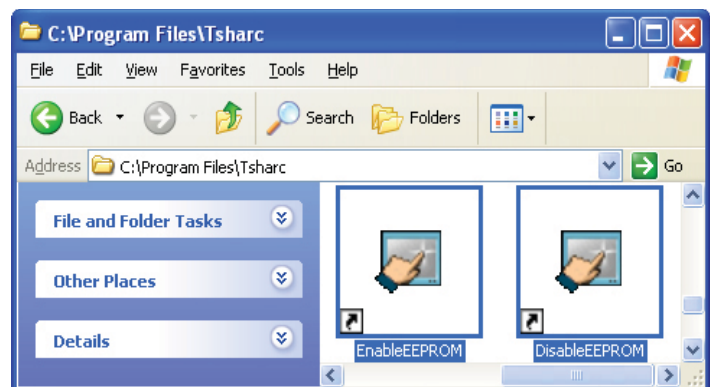 C:\Program Files\Tsharc
File Edit View Favorites Tools Help
Back Search Folders
Address C:\Program Files\Tsharc Go
File and Folder Tasks
Other Places
Details
EnableEEPROM DisableEEPROM